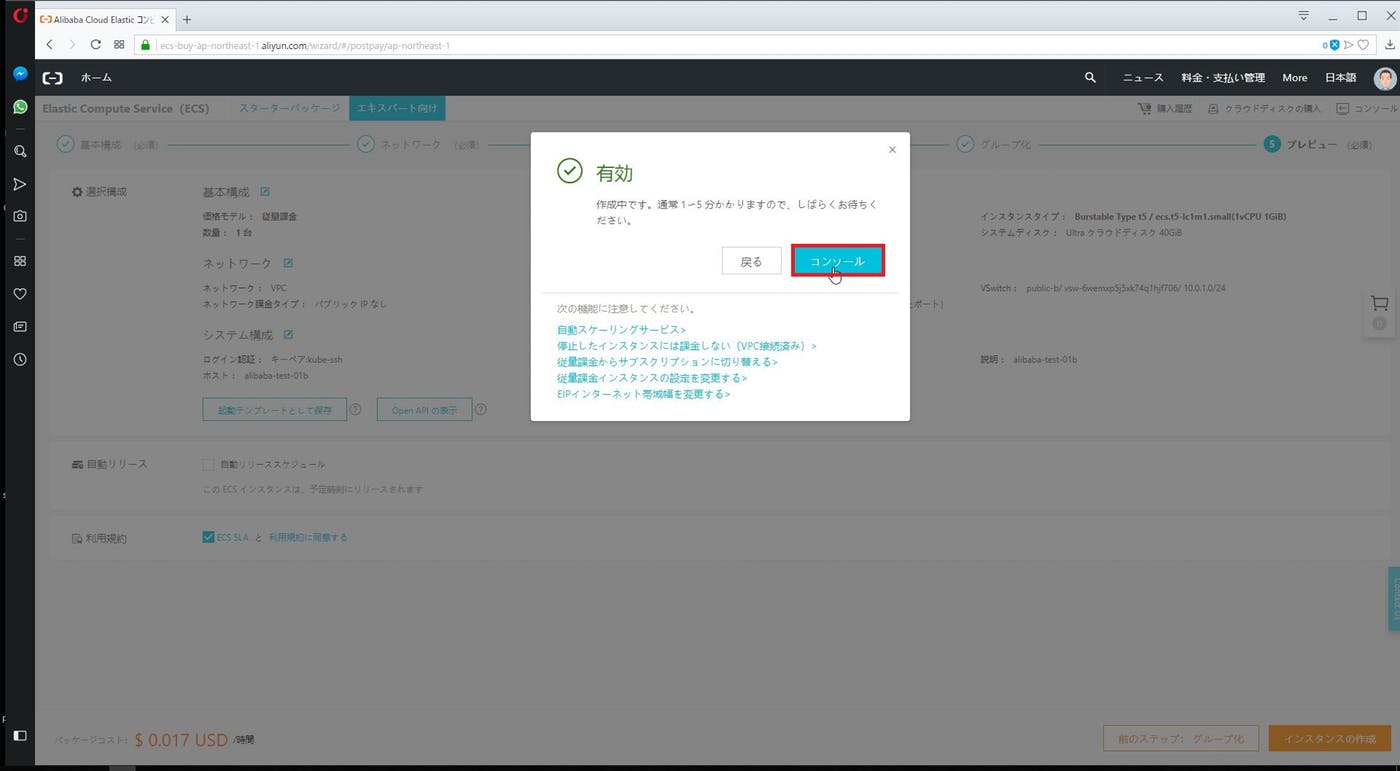 Alibaba Cloud Elastic コンピ
ecs-buy-ap-northeast-1.aliyun.com/wizard/#/postpay/ap-northeast-1
0
ホーム
ニュース 料金・支払い管理 More 日本語
Elastic Compute Service（ECS） スターターパッケージ エキスパート向け
購入履歴 クラウドディスクの購入 コンソール
基本構成 （必須） ネットワーク （必須） グループ化 5 プレビュー （必須）
有効
作成中です。通常 1～5 分かかりますので、しばらくお待ちく
ださい。
戻る コンソール
次の機能に注意してください。
自動スケーリングサービス>
停止したインスタンスには課金しない（VPC接続済み）>
従量課金からサブスクリプションに切り替える>
従量課金インスタンスの設定を変更する>
EIPインターネット帯域幅を変更する>
選択構成
基本構成
価格モデル： 従量課金
数量： 1 台
インスタンスタイプ： Burstable Type t5 / ecs.t5-lc1m1.small(1vCPU 1GiB)
システムディスク： Ultra クラウドディスク 40GiB
ネットワーク
ネットワーク： VPC
ネットワーク課金タイプ： パブリック IP なし
VSwitch： public-b/ vsw-6wemxp5j5xk74q1hjf706/ 10.0.1.0/24
ポート）
システム構成
ログイン認証： キーペア:kube-ssh
ホスト： alibaba-test-01b
説明： alibaba-test-01b
起動テンプレートとして保存 ? Open API の表示 ?
0
自動リリース
自動リリーススケジュール
この ECS インスタンスは、予定時刻にリリースされます
利用規約
ECS SLA と 利用規約に同意する
Contact Us
パッケージコスト: $ 0.017 USD /時間
前のステップ： グループ化 インスタンスの作成